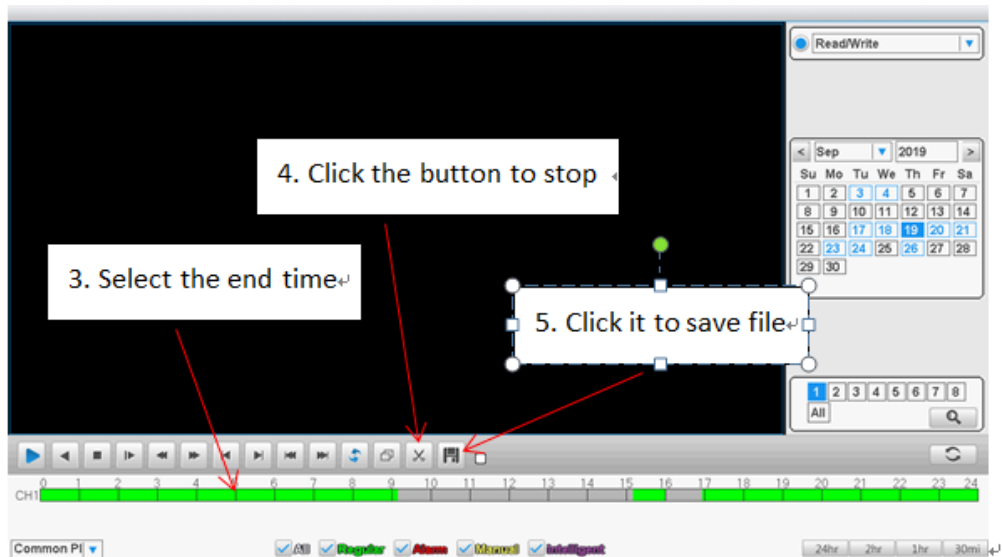 Read/Write
4. Click the button to stop
< Sep 2019 >
Su Mo Tu We Th Fr Sa
1 2 3 4 5 6 7
8 9 10 11 12 13 14
15 16 17 18 19 20 21
22 23 24 25 26 27 28
29 30
3. Select the end time
5. Click it to save file
1 2 3 4 5 6 7 8
All
CH1 0 1 2 3 4 5 6 7 8 9 10 11 12 13 14 15 16 17 18 19 20 21 22 23 24
Common Pl All Regular Alarm Manual Intelligent 24hr 2hr 1hr 30mi